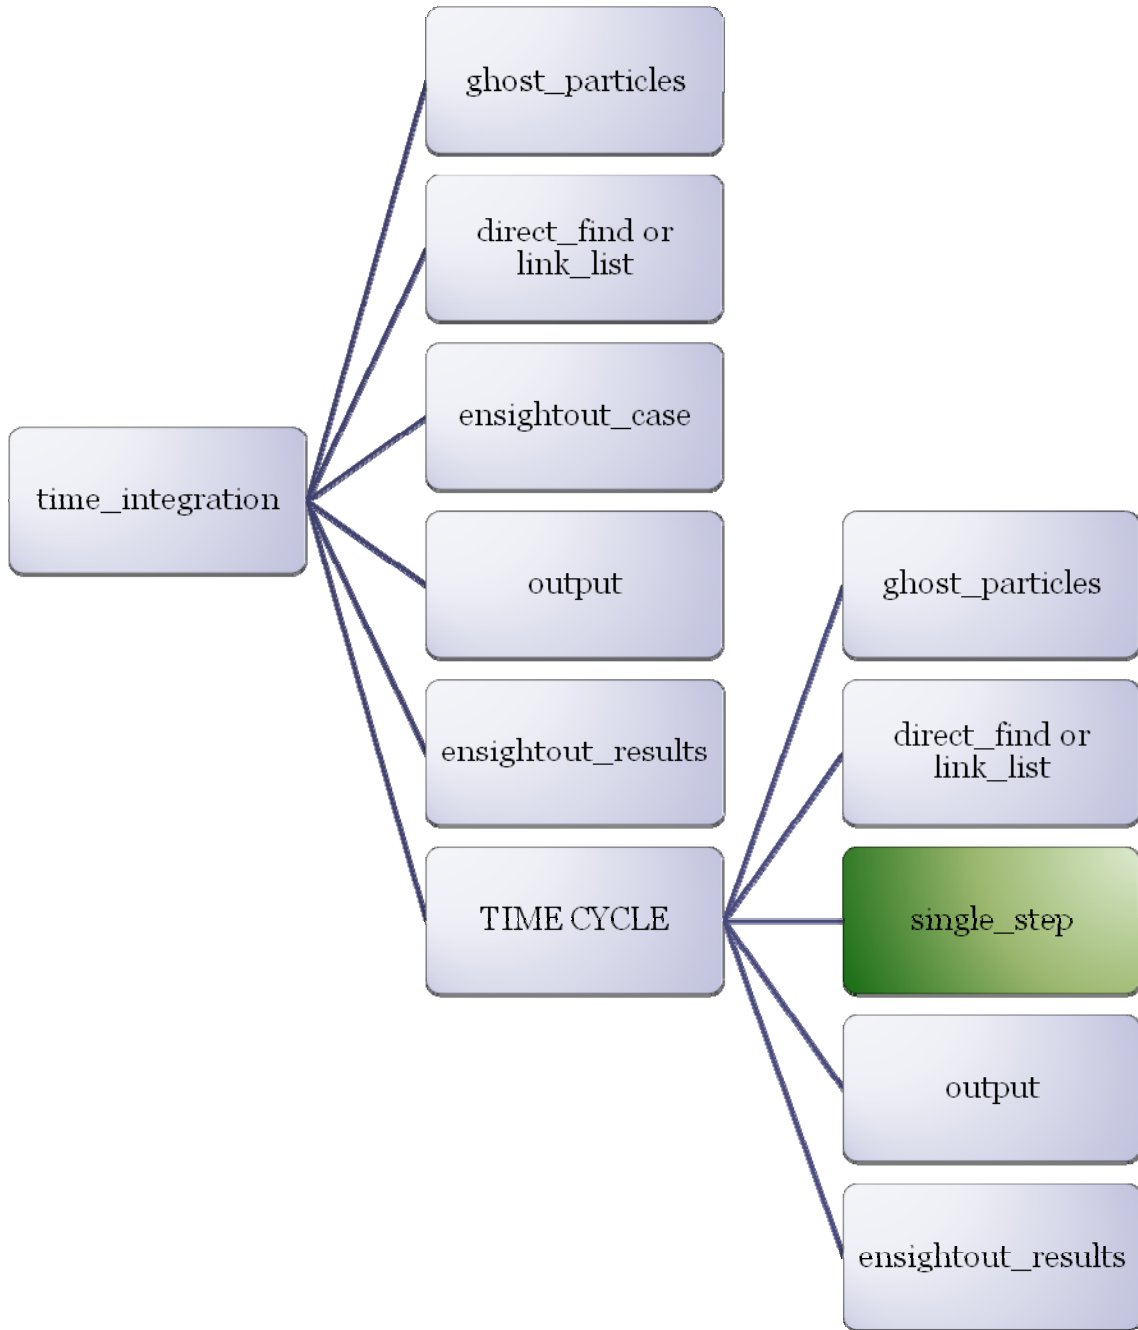 time_integration
ghost_particles
direct_find or
link_list
ensightout_case
output
ensightout_results
TIME CYCLE
ghost_particles
direct_find or
link_list
single_step
output
ensightout_results